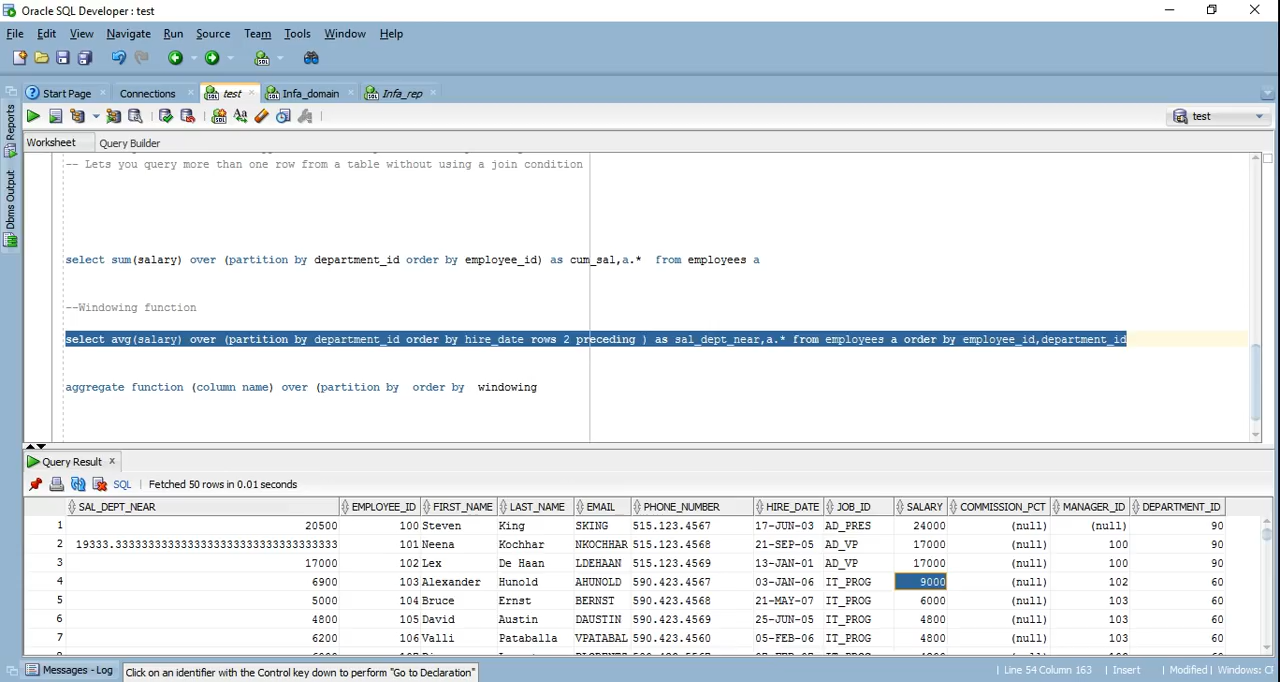 Oracle SQL Developer : test
File Edit View Navigate Run Source Team Tools Window Help
Start Page Connections test Infa_domain Infa_rep
test
Worksheet Query Builder
Reports
Dbms Output
-- Lets you query more than one row from a table without using a join condition
select sum(salary) over (partition by department_id order by employee_id) as cum_sal,a.* from employees a
--Windowing function
select avg(salary) over (partition by department_id order by hire_date rows 2 preceding ) as sal_dept_near,a.* from employees a order by employee_id,department_id
aggregate function (column name) over (partition by order by windowing
Query Result
SQL | Fetched 50 rows in 0.01 seconds
SAL_DEPT_NEAR EMPLOYEE_ID FIRST_NAME LAST_NAME EMAIL PHONE_NUMBER HIRE_DATE JOB_ID SALARY COMMISSION_PCT MANAGER_ID DEPARTMENT_ID
1 20500 100 Steven King SKING 515.123.4567 17-JUN-03 AD_PRES 24000 (null) (null) 90
2 19333.3333333333333333333333333333333333 101 Neena Kochhar NKOCHHAR 515.123.4568 21-SEP-05 AD_VP 17000 (null) 100 90
3 17000 102 Lex De Haan LDEHAAN 515.123.4569 13-JAN-01 AD_VP 17000 (null) 100 90
4 6900 103 Alexander Hunold AHUNOLD 590.423.4567 03-JAN-06 IT_PROG 9000 (null) 102 60
5 5000 104 Bruce Ernst BERNST 590.423.4568 21-MAY-07 IT_PROG 6000 (null) 103 60
6 4800 105 David Austin DAUSTIN 590.423.4569 25-JUN-05 IT_PROG 4800 (null) 103 60
7 6200 106 Valli Pataballa VPATABAL 590.423.4560 05-FEB-06 IT_PROG 4800 (null) 103 60
Messages - Log Click on an identifier with the Control key down to perform "Go to Declaration" | Line 54 Column 163 | Insert | Modified | Windows: CF